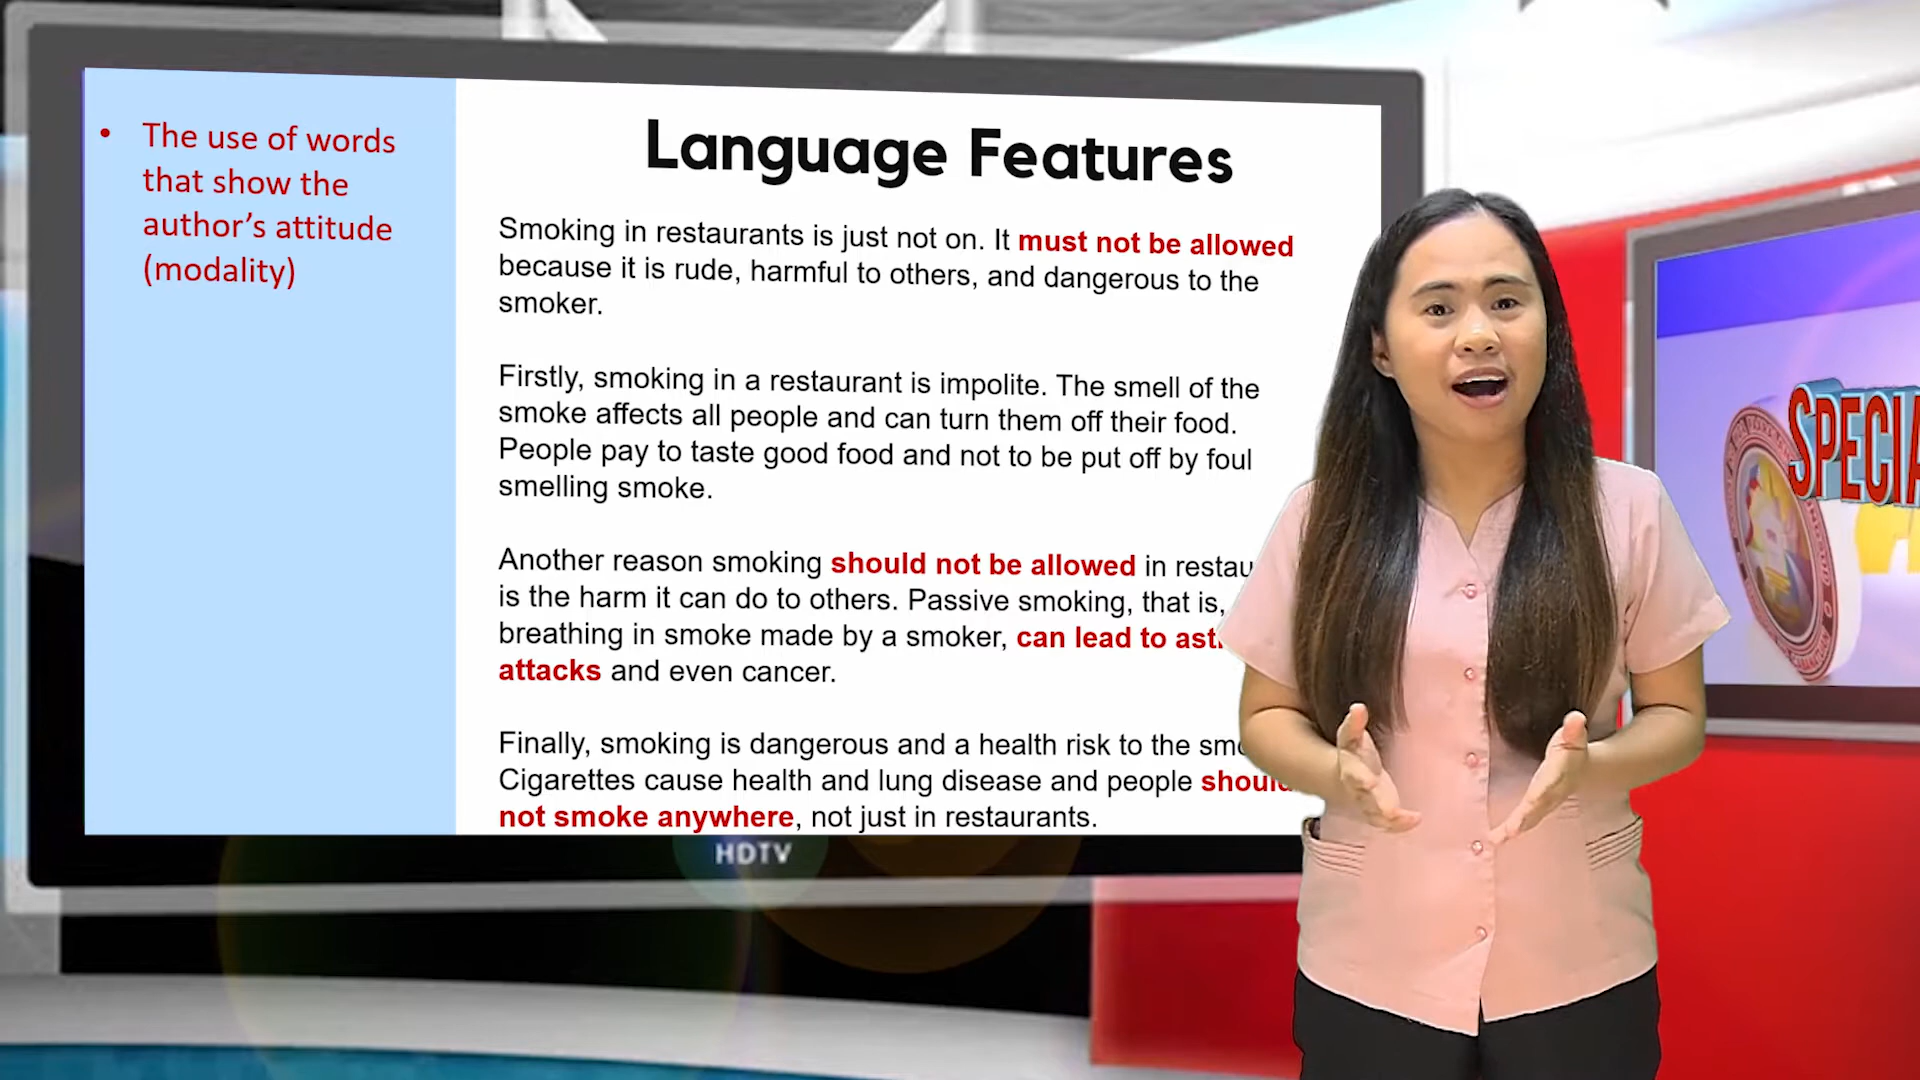 • The use of words
that show the
author's attitude
(modality)
Language Features
Smoking in restaurants is just not on. It must not be allowed
because it is rude, harmful to others, and dangerous to the
smoker.
Firstly, smoking in a restaurant is impolite. The smell of the
smoke affects all people and can turn them off their food.
People pay to taste good food and not to be put off by foul
smelling smoke.
Another reason smoking should not be allowed in restau
is the harm it can do to others. Passive smoking, that is,
breathing in smoke made by a smoker, can lead to ast
attacks and even cancer.
Finally, smoking is dangerous and a health risk to the smo
Cigarettes cause health and lung disease and people should
not smoke anywhere, not just in restaurants.
HDTV
SPECIA